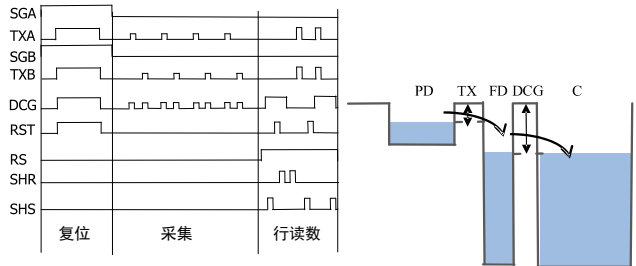 SGA
TXA
SGB
TXB
DCG
RST
RS
SHR
SHS
复位 采集 行读数
PD TX FD DCG C